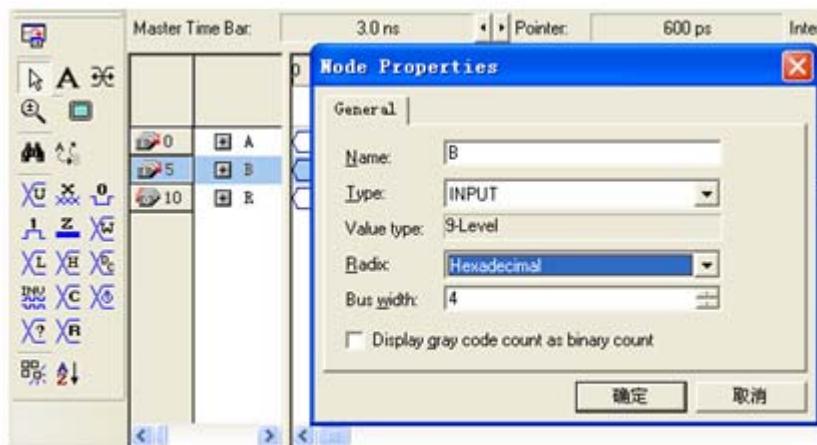 Master Time Bar: 3.0 ns Pointer: 600 ps Inte
Node Properties
General
0 A
5 B
10 R
Name: B
Type: INPUT
Value type: 9-Level
Radix: Hexadecimal
Bus width: 4
Display gray code count as binary count
确定 取消